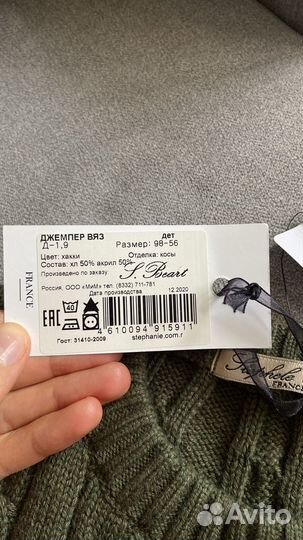 ДЖЕМПЕР ВЯЗ дет
Д-1,9 Размер: 98-56
Цвет: хакки Отделка: косы
Состав: хл 50% акрил 50%
Произведено по заказу: S. Beart
Россия, ООО «МиМ» тел. (8332) 711-781
Дата производства 12.2020
FRANCE
EAC
40
4 610094 915911
Гост: 31410-2009 stephanie.com.r
FRANCE
Avito